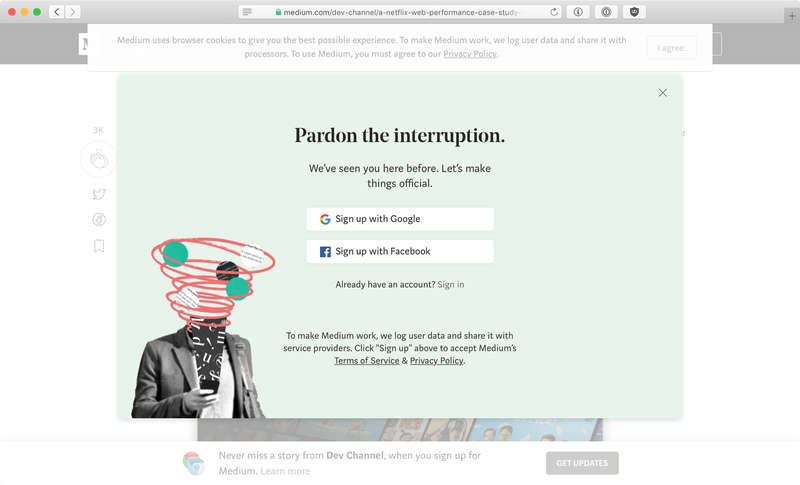 medium.com/dev-channel/a-netflix-web-performance-case-study-
Medium uses browser cookies to give you the best possible experience. To make Medium work, we log user data and share it with
processors. To use Medium, you must agree to our Privacy Policy.
I agree.
Pardon the interruption.
3K
We've seen you here before. Let's make
things official.
Sign up with Google
Sign up with Facebook
Already have an account? Sign in
To make Medium work, we log user data and share it with
service providers. Click "Sign up" above to accept Medium's
Terms of Service & Privacy Policy.
Never miss a story from Dev Channel, when you sign up for
Medium. Learn more
GET UPDATES